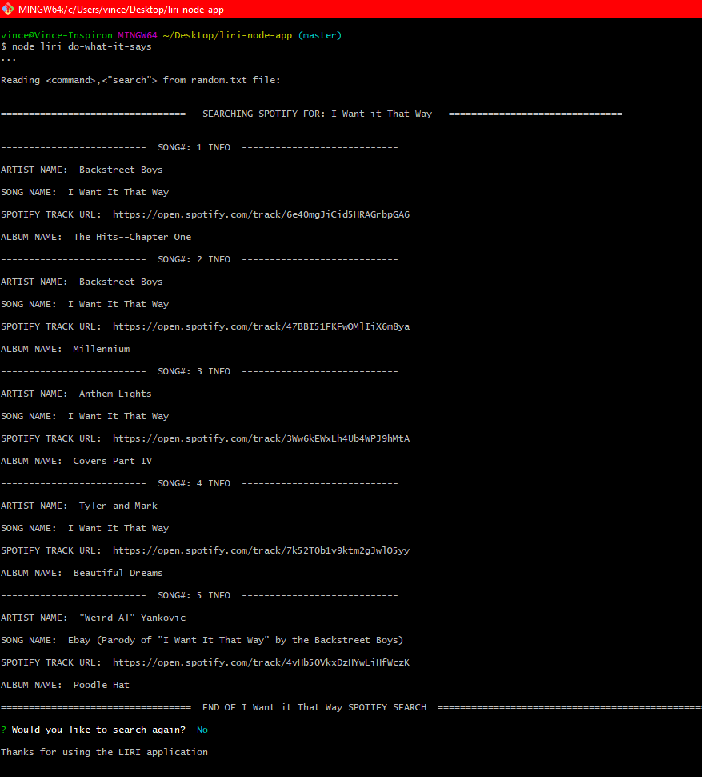 MINGW64:/c/Users/vince/Desktop/liri-node-app
vince@Vince-Inspiron MINGW64 ~/Desktop/liri-node-app (master)
$ node liri do-what-it-says
...
Reading <command>,<"search"> from random.txt file:
================================= SEARCHING SPOTIFY FOR: I Want it That Way ===============================
-------------------------- SONG#: 1 INFO ----------------------------
ARTIST NAME: Backstreet Boys
SONG NAME: I Want It That Way
SPOTIFY TRACK URL: https://open.spotify.com/track/6e40mgJiCid5HRAGrbpGA6
ALBUM NAME: The Hits--Chapter One
-------------------------- SONG#: 2 INFO ----------------------------
ARTIST NAME: Backstreet Boys
SONG NAME: I Want It That Way
SPOTIFY TRACK URL: https://open.spotify.com/track/47BBI51FKFwOMlIiX6m8ya
ALBUM NAME: Millennium
-------------------------- SONG#: 3 INFO ----------------------------
ARTIST NAME: Anthem Lights
SONG NAME: I Want It That Way
SPOTIFY TRACK URL: https://open.spotify.com/track/3Ww6kEWxLh4Ub4WPJ9hMtA
ALBUM NAME: Covers Part IV
-------------------------- SONG#: 4 INFO ----------------------------
ARTIST NAME: Tyler and Mark
SONG NAME: I Want It That Way
SPOTIFY TRACK URL: https://open.spotify.com/track/7k52TOb1v9ktm2gJwlO5yy
ALBUM NAME: Beautiful Dreams
-------------------------- SONG#: 5 INFO ----------------------------
ARTIST NAME: "Weird Al" Yankovic
SONG NAME: Ebay (Parody of "I Want It That Way" by the Backstreet Boys)
SPOTIFY TRACK URL: https://open.spotify.com/track/4vHb5OVkxDzHYwLiHfWczK
ALBUM NAME: Poodle Hat
================================== END OF I Want it That Way SPOTIFY SEARCH ================================================
? Would you like to search again? No
Thanks for using the LIRI application